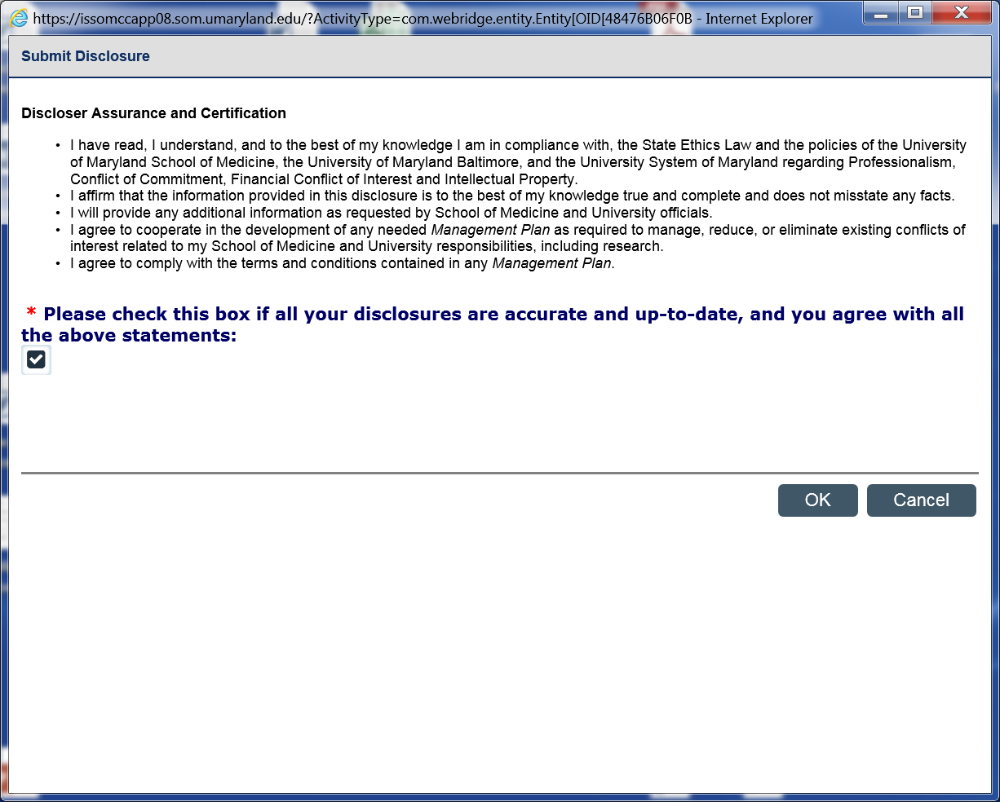 https://issomccapp08.som.umaryland.edu/?ActivityType=com.webridge.entity.Entity[OID[48476B06F0B - Internet Explorer
Submit Disclosure
Discloser Assurance and Certification
• I have read, I understand, and to the best of my knowledge I am in compliance with, the State Ethics Law and the policies of the University
of Maryland School of Medicine, the University of Maryland Baltimore, and the University System of Maryland regarding Professionalism,
Conflict of Commitment, Financial Conflict of Interest and Intellectual Property.
• I affirm that the information provided in this disclosure is to the best of my knowledge true and complete and does not misstate any facts.
• I will provide any additional information as requested by School of Medicine and University officials.
• I agree to cooperate in the development of any needed Management Plan as required to manage, reduce, or eliminate existing conflicts of
interest related to my School of Medicine and University responsibilities, including research.
• I agree to comply with the terms and conditions contained in any Management Plan.
* Please check this box if all your disclosures are accurate and up-to-date, and you agree with all
the above statements:
OK Cancel